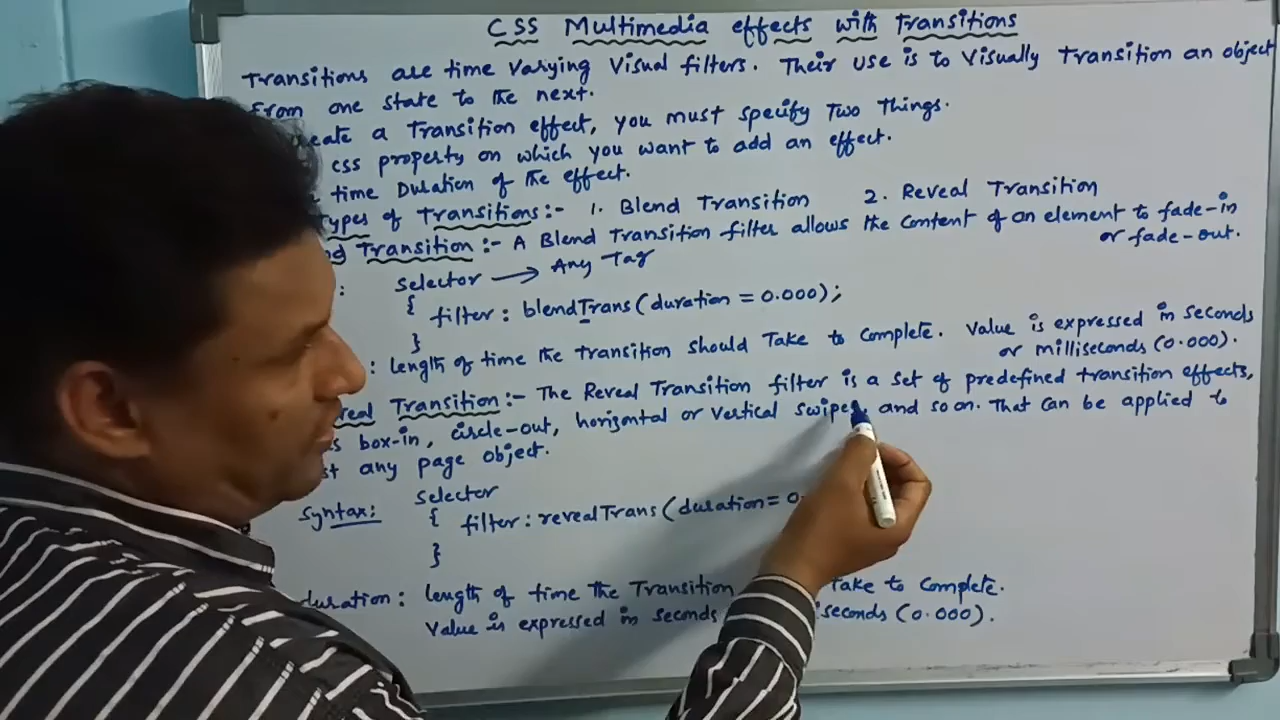 CSS Multimedia effects with Transitions
Transitions are time varying Visual filters. Their use is to Visually Transition an object
From one state to the next.
eate a Transition effect, you must specify Two Things.
CSS property on which you want to add an effect.
time Duration of the effect.
Types of Transitions:- 1. Blend Transition 2. Reveal Transition
nd Transition :- A Blend Transition filter allows the Content of an element to fade-in
or fade-out.
: Selector → Any Tag
{ filter: blendTrans(duration = 0.000);
}
: length of time the transition should Take to Complete. Value is expressed in seconds
or milliseconds (0.000).
Transition :- The Reveal Transition filter is a set of predefined transition effects,
box-in, circle-out, horizontal or vertical swipes, and so on. That can be applied to
st any page object.
Syntax: Selector
{ filter: revealTrans(duration= 0.
}
duration: length of time the Transition Take to Complete.
Value is expressed in seconds iseconds (0.000).